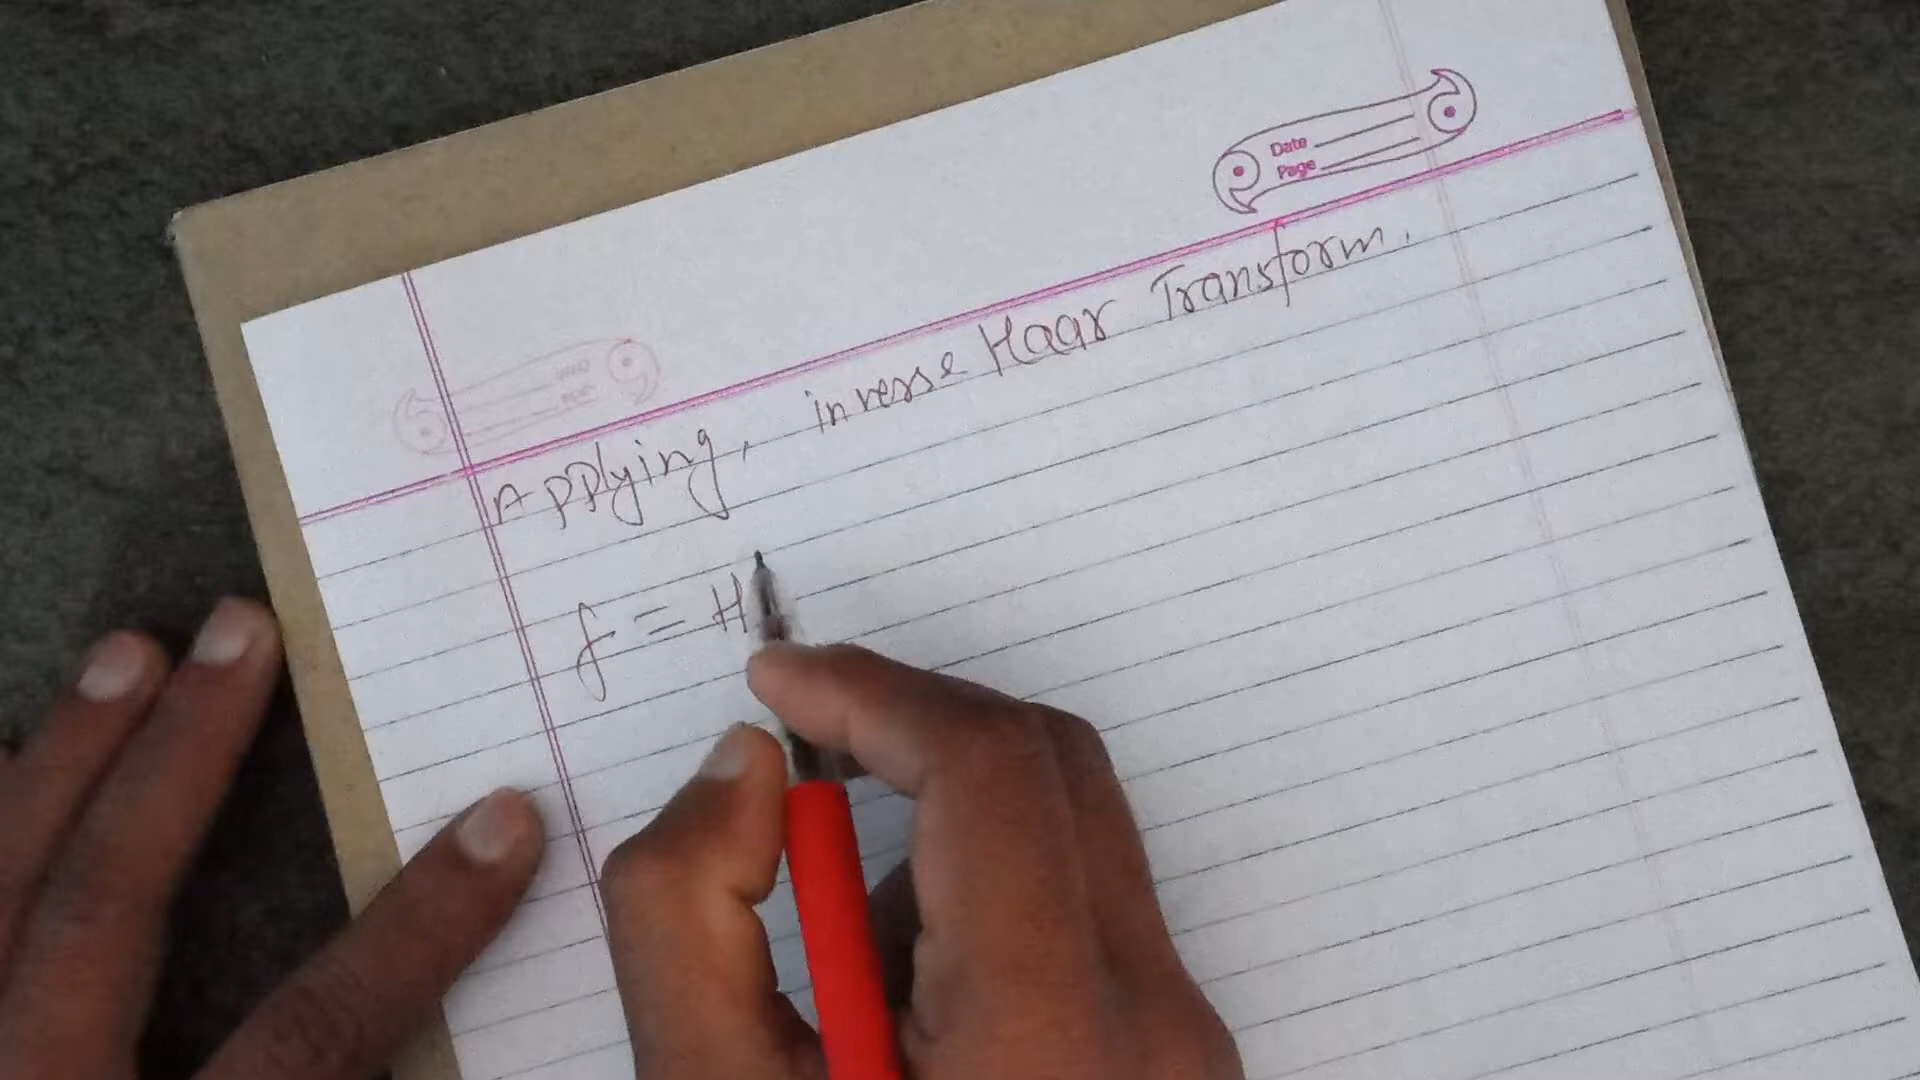 Date
Page
Applying, inverse Haar Transform.
f = H